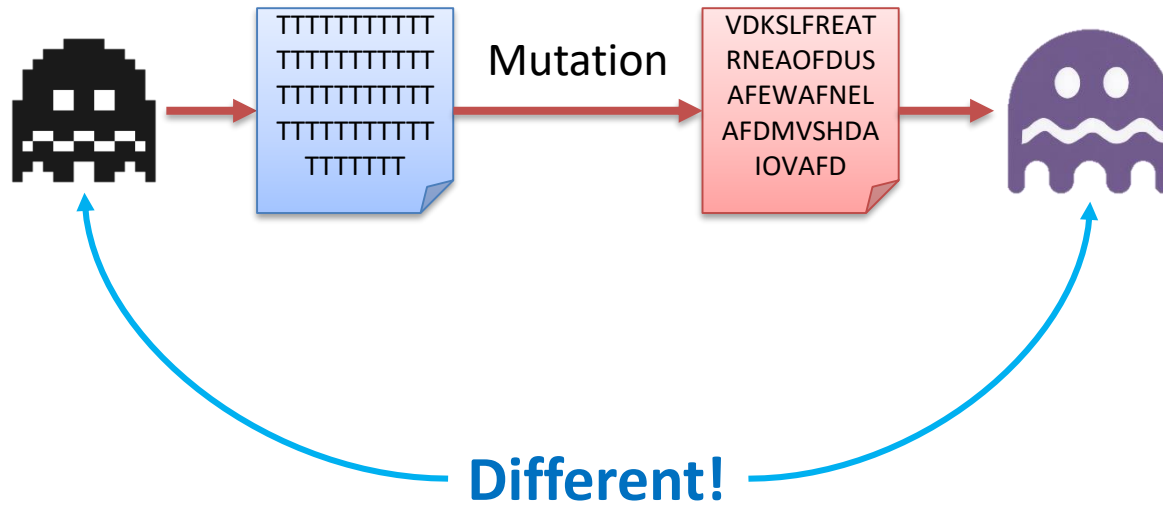 TTTTTTTTTTT
TTTTTTTTTTT
TTTTTTTTTTT
TTTTTTTTTTT
TTTTTTT
Mutation
VDKSLFREAT
RNEAOFDUS
AFEWAFNEL
AFDMVSHDA
IOVAFD
Different!